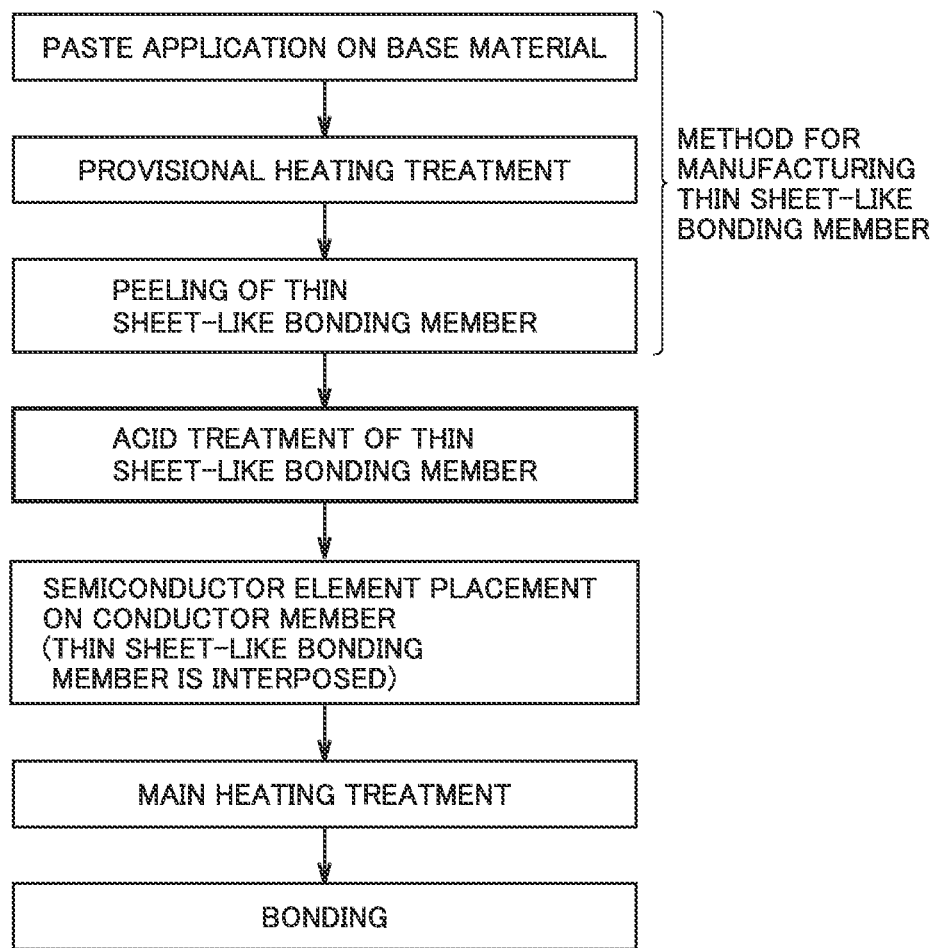 PASTE APPLICATION ON BASE MATERIAL
PROVISIONAL HEATING TREATMENT
PEELING OF THIN
SHEET-LIKE BONDING MEMBER
METHOD FOR
MANUFACTURING
THIN SHEET-LIKE
BONDING MEMBER
ACID TREATMENT OF THIN
SHEET-LIKE BONDING MEMBER
SEMICONDUCTOR ELEMENT PLACEMENT
ON CONDUCTOR MEMBER
(THIN SHEET-LIKE BONDING
MEMBER IS INTERPOSED)
MAIN HEATING TREATMENT
BONDING